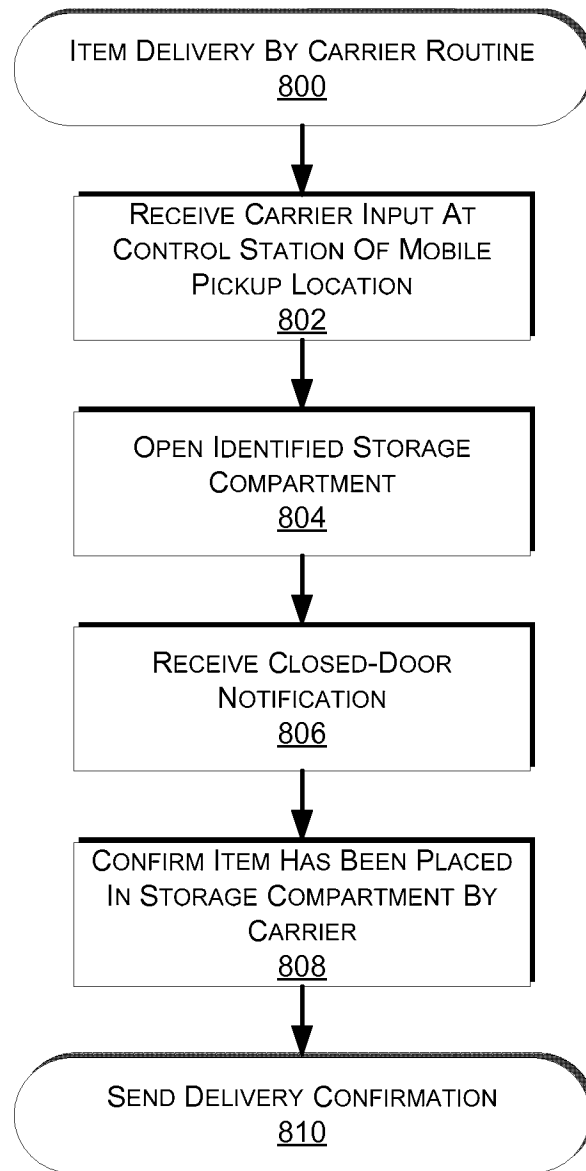 ITEM DELIVERY BY CARRIER ROUTINE
800
RECEIVE CARRIER INPUT AT
CONTROL STATION OF MOBILE
PICKUP LOCATION
802
OPEN IDENTIFIED STORAGE
COMPARTMENT
804
RECEIVE CLOSED-DOOR
NOTIFICATION
806
CONFIRM ITEM HAS BEEN PLACED
IN STORAGE COMPARTMENT BY
CARRIER
808
SEND DELIVERY CONFIRMATION
810